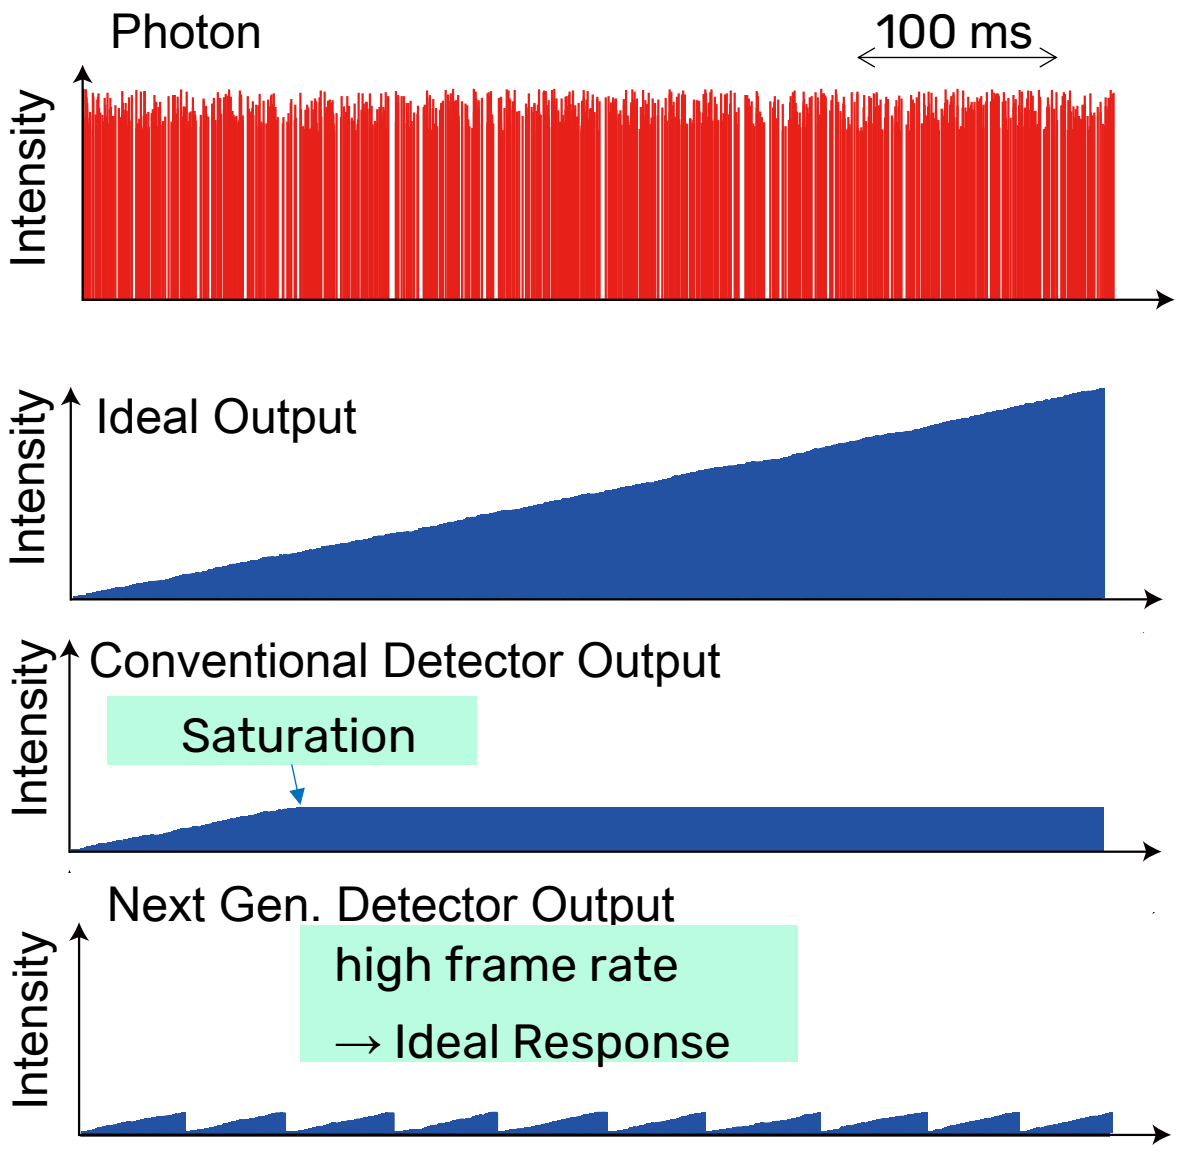 Photon
100 ms
Intensity
Ideal Output
Intensity
Conventional Detector Output
Saturation
Intensity
Next Gen. Detector Output
high frame rate
→ Ideal Response
Intensity